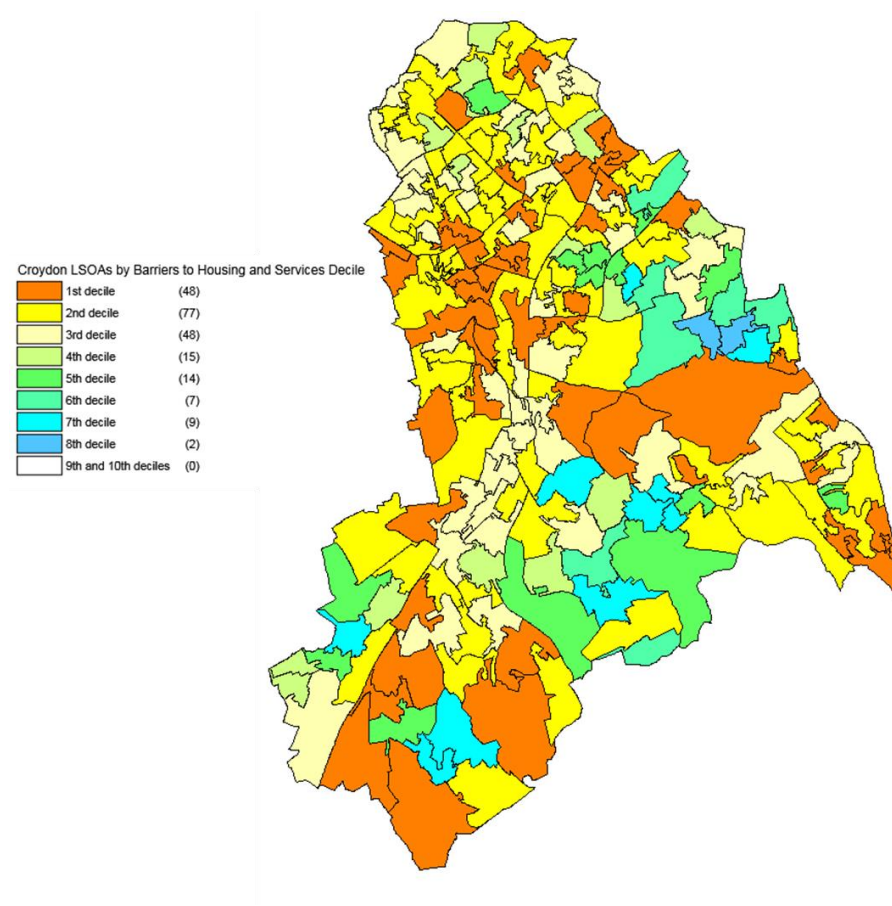 Croydon LSOAs by Barriers to Housing and Services Decile
1st decile (48)
2nd decile (77)
3rd decile (48)
4th decile (15)
5th decile (14)
6th decile (7)
7th decile (9)
8th decile (2)
9th and 10th deciles (0)